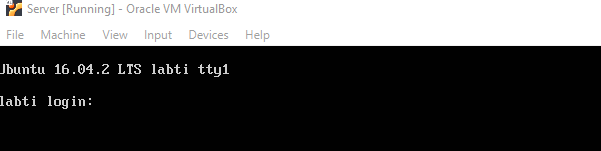 Server [Running] - Oracle VM VirtualBox
File Machine View Input Devices Help
Ubuntu 16.04.2 LTS labti tty1
labti login: